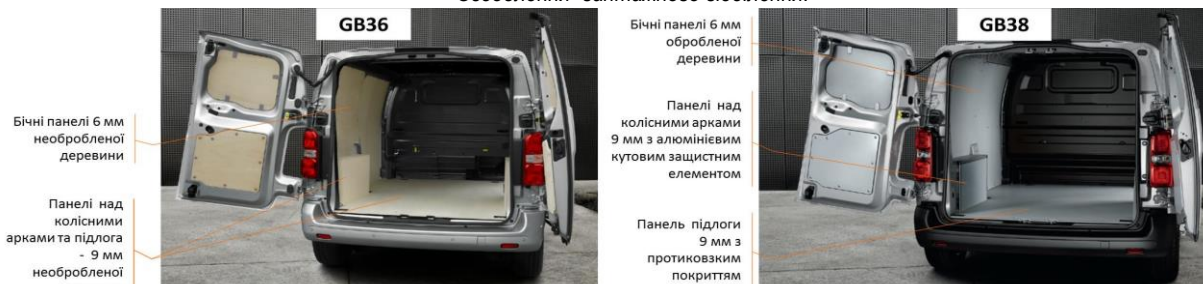 GB36
Бічні панелі 6 мм
необробленої
деревини
Панелі над
колісними
арками та підлога
- 9 мм
необробленої
GB38
Бічні панелі 6 мм
обробленої
деревини
Панелі над
колісними арками
9 мм з алюмінієвим
кутовим защистним
елементом
Панель підлоги
9 мм з
протиковзким
покриттям